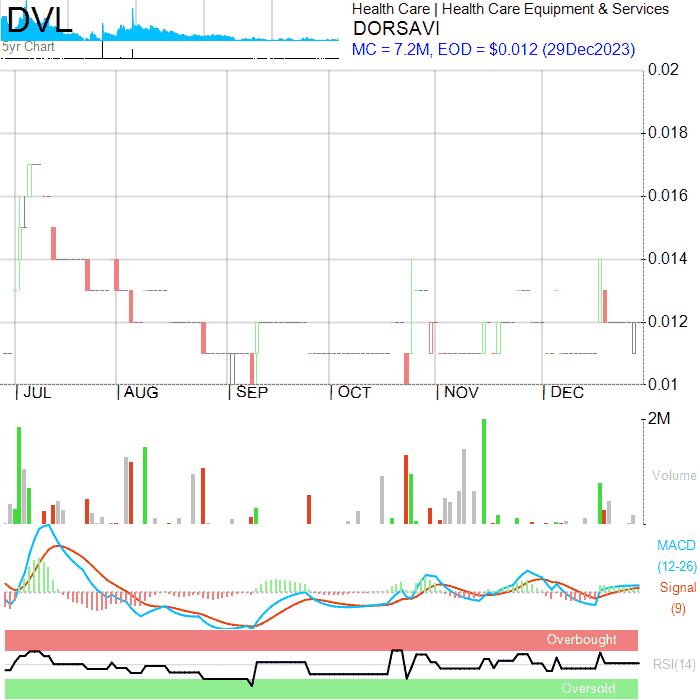 DVL
5yr Chart
Health Care | Health Care Equipment & Services
DORSAVI
MC = 7.2M, EOD = $0.012 (29Dec2023)
0.02
0.018
0.016
0.014
0.012
0.01
JUL AUG SEP OCT NOV DEC
2M
Volume
MACD
(12-26)
Signal
(9)
Overbought
RSI(14)
Oversold